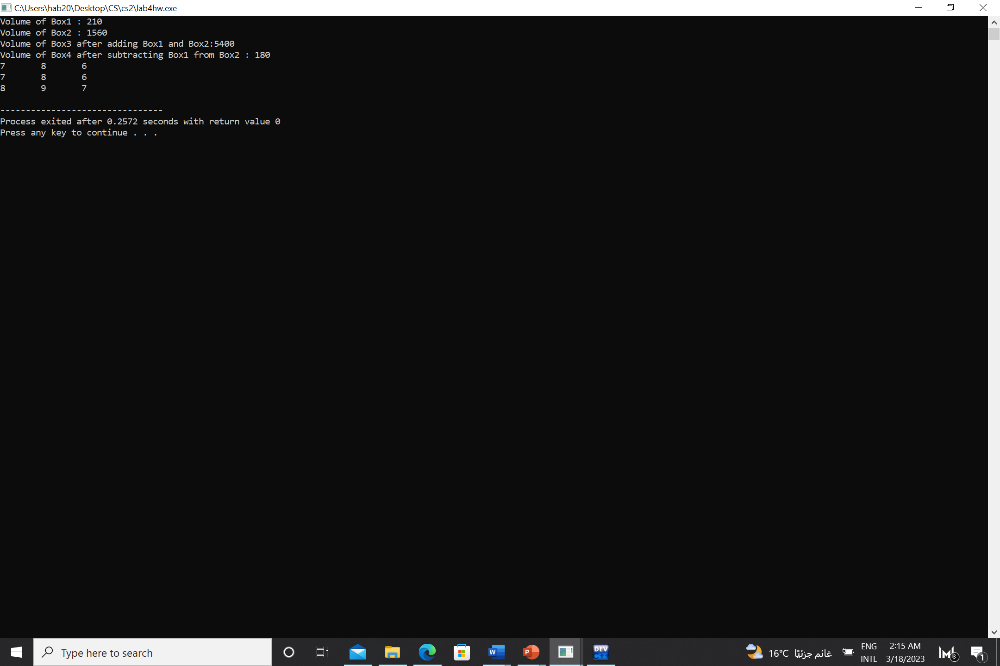 C:\Users\hab20\Desktop\CS\cs2\lab4hw.exe
Volume of Box1 : 210
Volume of Box2 : 1560
Volume of Box3 after adding Box1 and Box2:5400
Volume of Box4 after subtracting Box1 from Box2 : 180
7 8 6
7 8 6
8 9 7
--------------------------------
Process exited after 0.2572 seconds with return value 0
Press any key to continue . . .
Type here to search
W
P
DEV
C++
16°C غائم جزئيًا
ENG
INTL
2:15 AM
3/18/2023
3
1